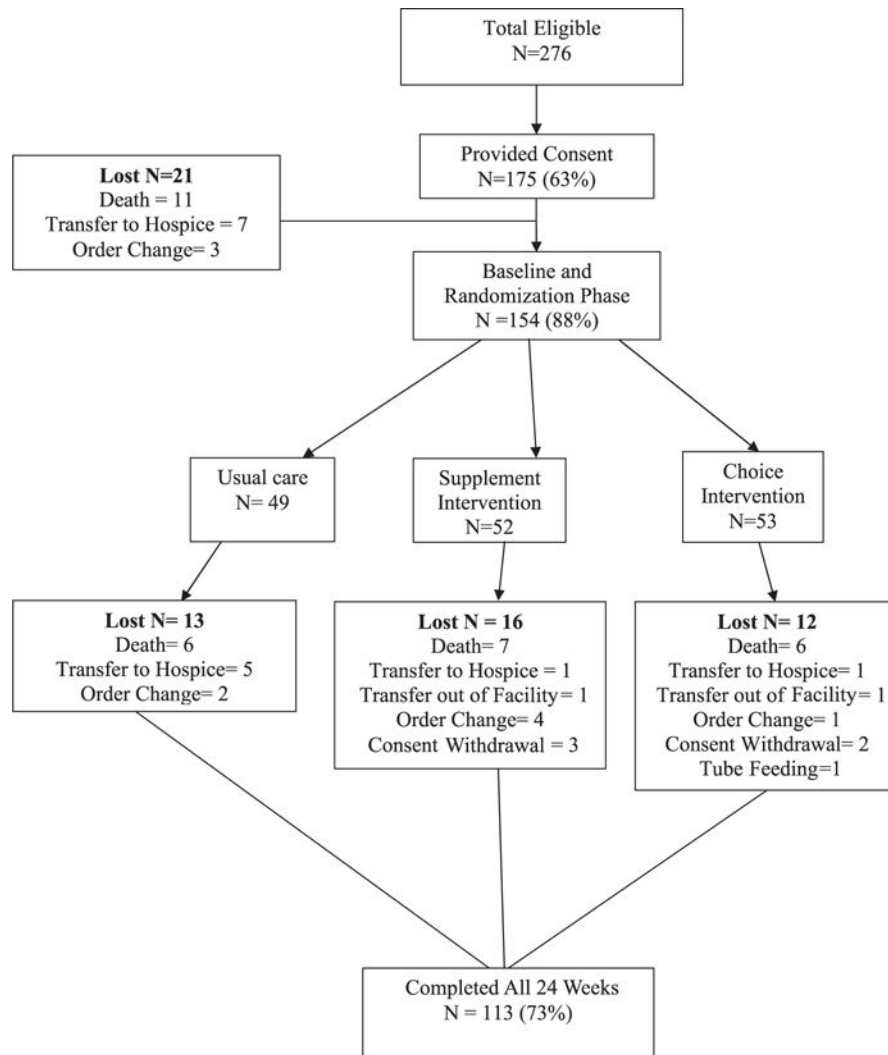 Total Eligible
N=276
Provided Consent
N=175 (63%)
Lost N=21
Death = 11
Transfer to Hospice = 7
Order Change= 3
Baseline and
Randomization Phase
N =154 (88%)
Usual care
N= 49
Supplement
Intervention
N=52
Choice
Intervention
N=53
Lost N= 13
Death= 6
Transfer to Hospice= 5
Order Change= 2
Lost N = 16
Death= 7
Transfer to Hospice = 1
Transfer out of Facility= 1
Order Change= 4
Consent Withdrawal = 3
Lost N= 12
Death= 6
Transfer to Hospice= 1
Transfer out of Facility= 1
Order Change= 1
Consent Withdrawal= 2
Tube Feeding=1
Completed All 24 Weeks
N = 113 (73%)